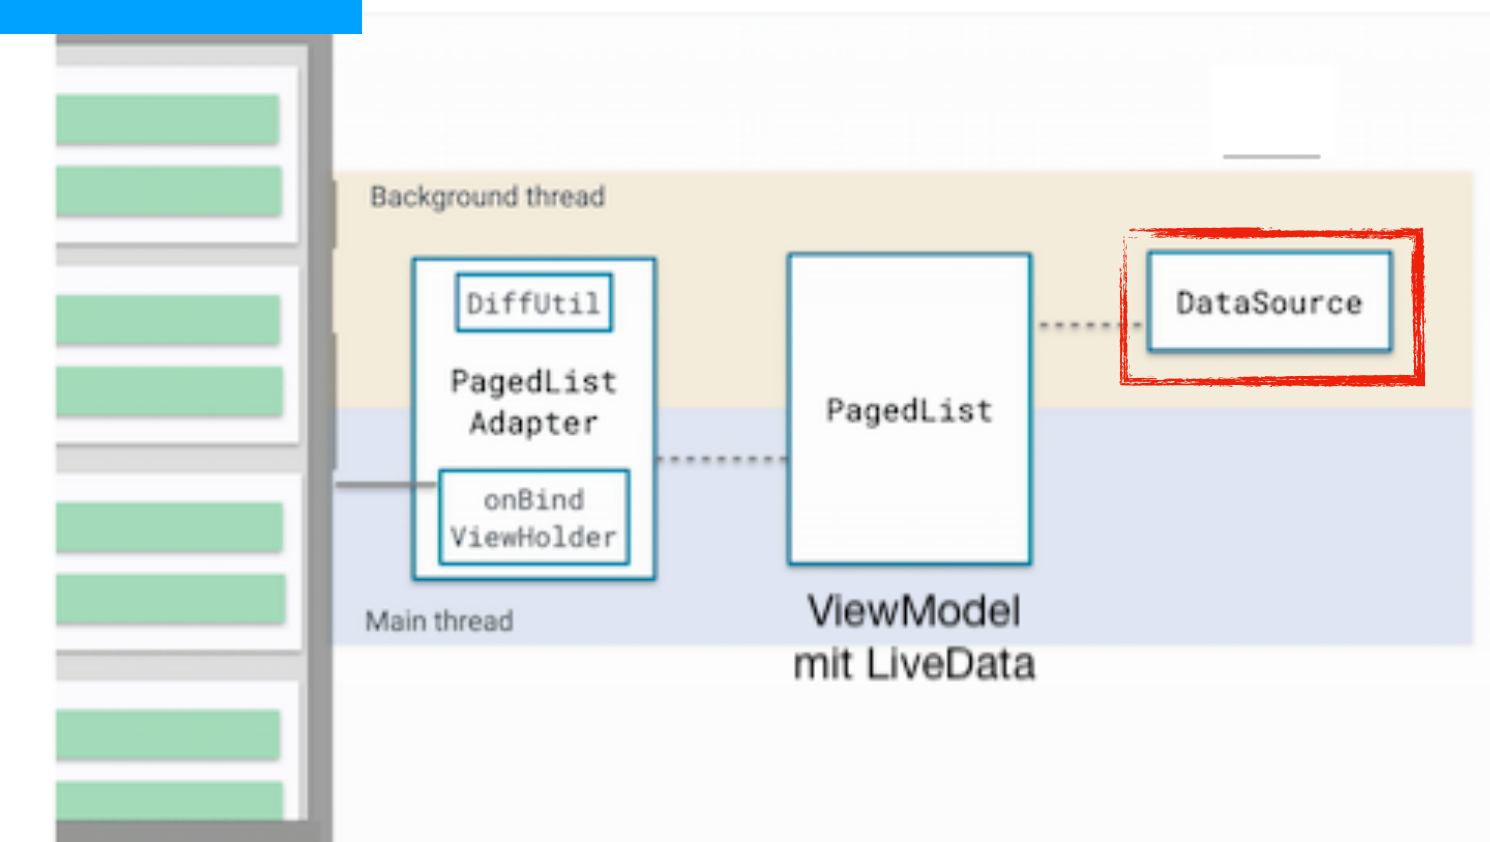 Background thread
DiffUtil
PagedList
Adapter
onBind
ViewHolder
PagedList
DataSource
Main thread
ViewModel
mit LiveData